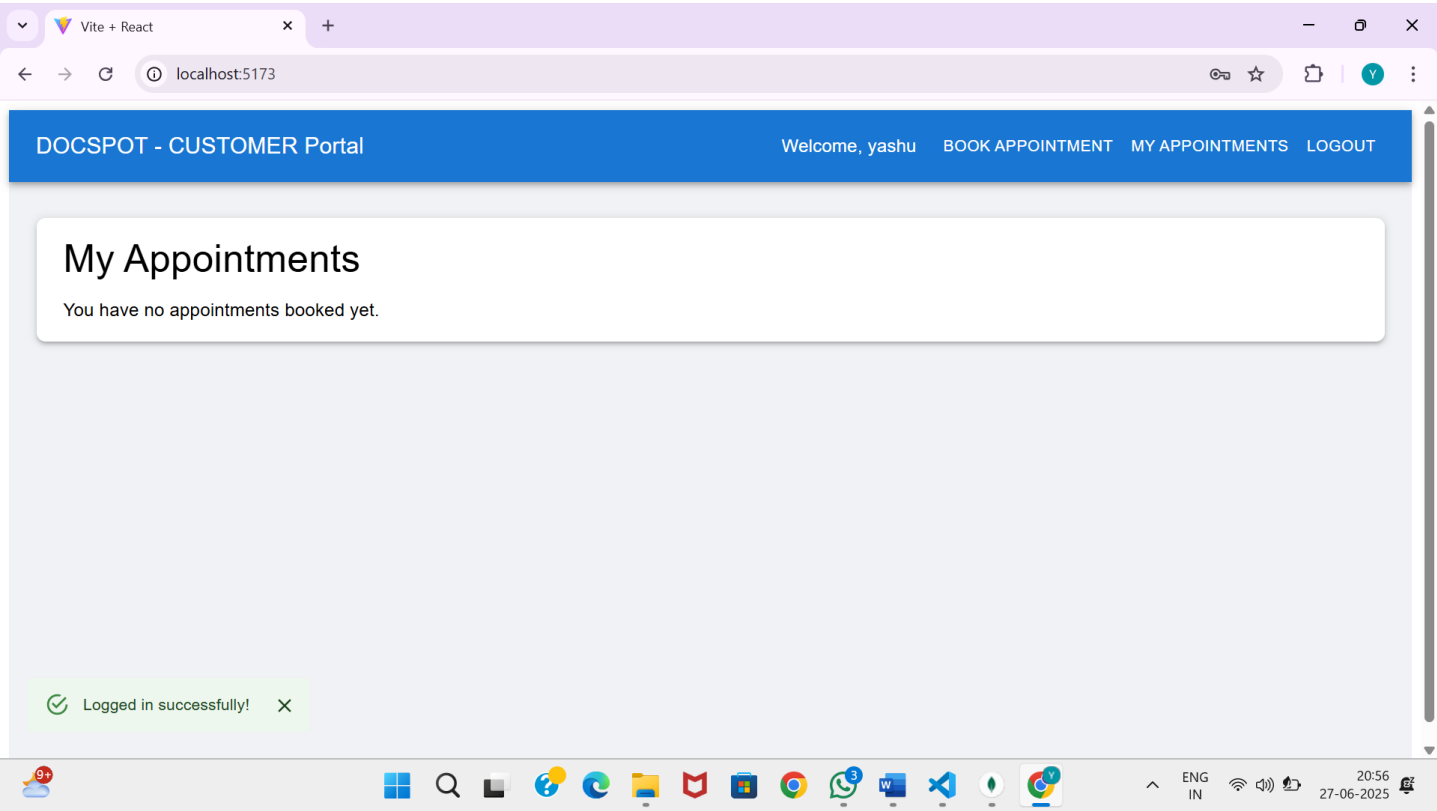 Vite + React
localhost:5173
Y
DOCSPOT - CUSTOMER Portal
Welcome, yashu
BOOK APPOINTMENT
MY APPOINTMENTS
LOGOUT
My Appointments
You have no appointments booked yet.
Logged in successfully!
9+
3
W
Y
ENG
IN
20:56
27-06-2025